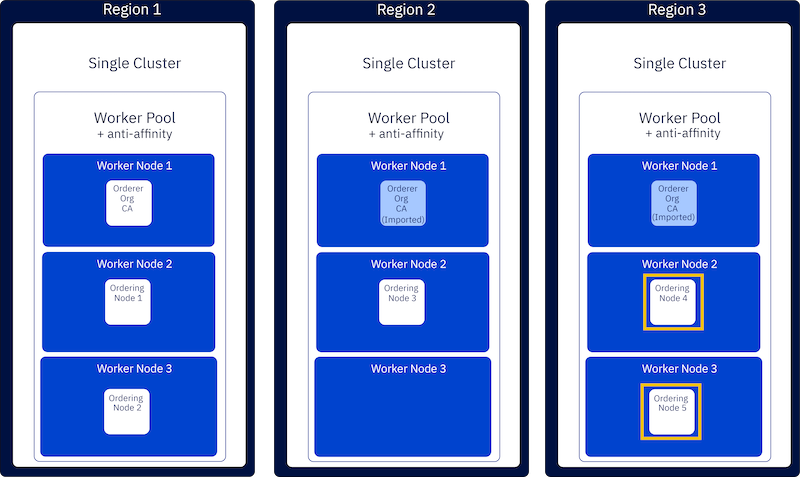 Region 1
Single Cluster
Worker Pool
+ anti-affinity
Worker Node 1
Orderer
Org
CA
Worker Node 2
Ordering
Node 1
Worker Node 3
Ordering
Node 2
Region 2
Single Cluster
Worker Pool
+ anti-affinity
Worker Node 1
Orderer
Org
CA
(Imported)
Worker Node 2
Ordering
Node 3
Worker Node 3
Region 3
Single Cluster
Worker Pool
+ anti-affinity
Worker Node 1
Orderer
Org
CA
(Imported)
Worker Node 2
Ordering
Node 4
Worker Node 3
Ordering
Node 5